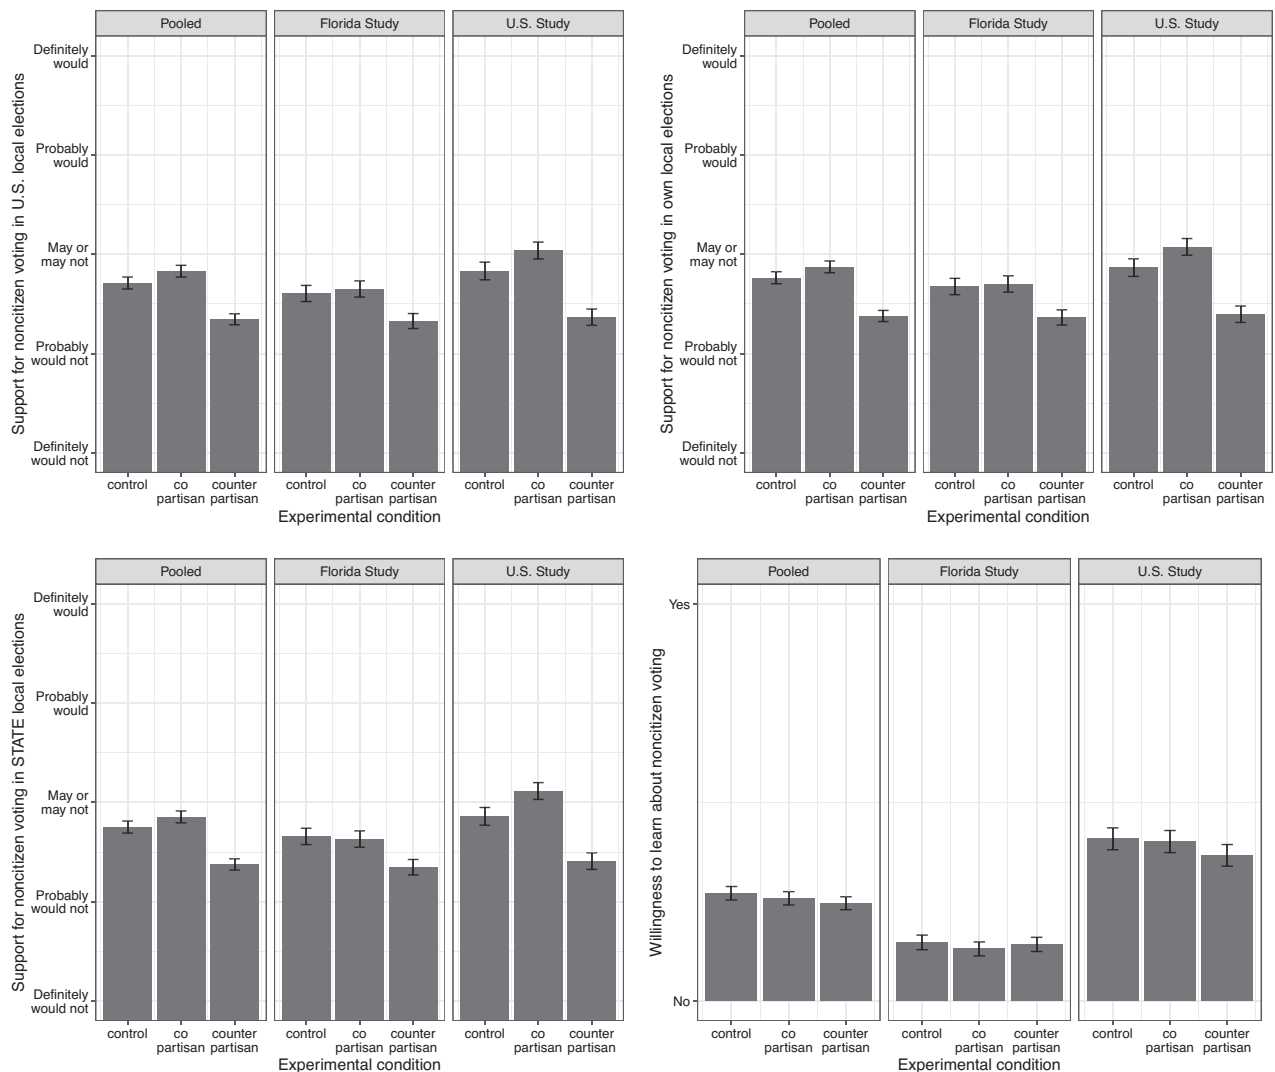 Pooled
Florida Study
U.S. Study
Support for noncitizen voting in U.S. local elections
Definitely
would
Probably
would
May or
may not
Probably
would not
Definitely
would not
control
co
partisan
counter
partisan
control
co
partisan
counter
partisan
control
co
partisan
counter
partisan
Experimental condition
Pooled
Florida Study
U.S. Study
Support for noncitizen voting in own local elections
Definitely
would
Probably
would
May or
may not
Probably
would not
Definitely
would not
control
co
partisan
counter
partisan
control
co
partisan
counter
partisan
control
co
partisan
counter
partisan
Experimental condition
Pooled
Florida Study
U.S. Study
Support for noncitizen voting in STATE local elections
Definitely
would
Probably
would
May or
may not
Probably
would not
Definitely
would not
control
co
partisan
counter
partisan
control
co
partisan
counter
partisan
control
co
partisan
counter
partisan
Experimental condition
Pooled
Florida Study
U.S. Study
Willingness to learn about noncitizen voting
Yes
No
control
co
partisan
counter
partisan
control
co
partisan
counter
partisan
control
co
partisan
counter
partisan
Experimental condition